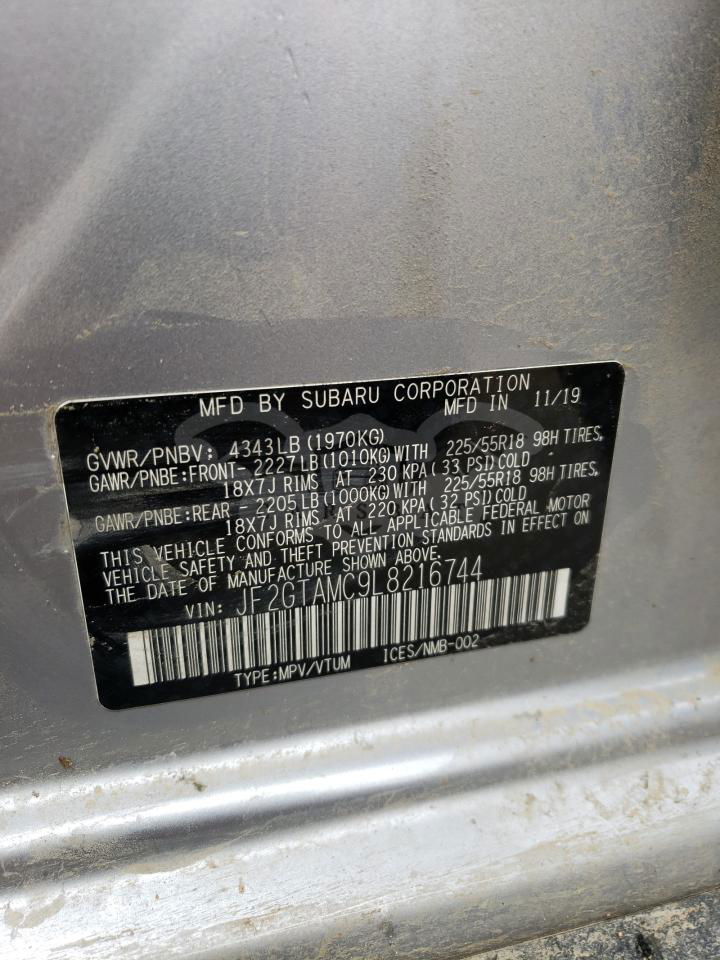 MFD BY SUBARU CORPORATION MFD IN 11/19
GVWR/PNBV: 4343LB(1970KG)
GAWR/PNBE:FRONT- 2227LB(1010KG)WITH 225/55R18 98H TIRES,
18X7J RIMS AT 230 KPA(33 PSI)COLD
GAWR/PNBE:REAR - 2205LB(1000KG)WITH 225/55R18 98H TIRES,
18X7J RIMS AT 220 KPA(32 PSI)COLD
THIS VEHICLE CONFORMS TO ALL APPLICABLE FEDERAL MOTOR
VEHICLE SAFETY AND THEFT PREVENTION STANDARDS IN EFFECT ON
THE DATE OF MANUFACTURE SHOWN ABOVE.
VIN: JF2GTAMC9L8216744
TYPE:MPV/VTUM ICES/NMB-002